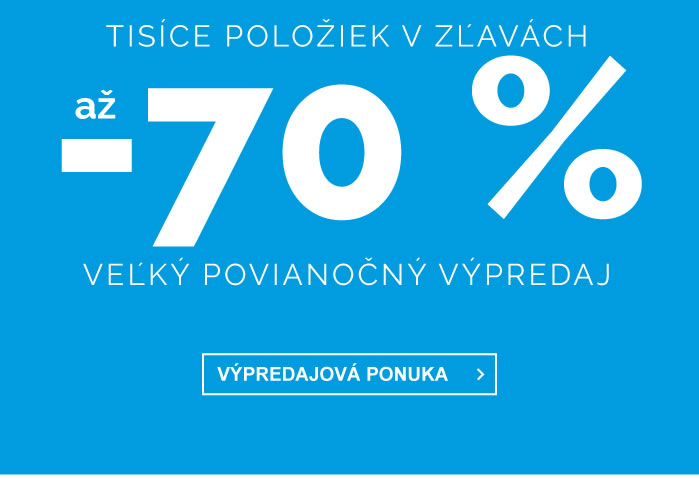 TISÍCE POLOŽIEK V ZĽAVÁCH
až
-70 %
VEĽKÝ POVIANOČNÝ VÝPREDAJ
VÝPREDAJOVÁ PONUKA >